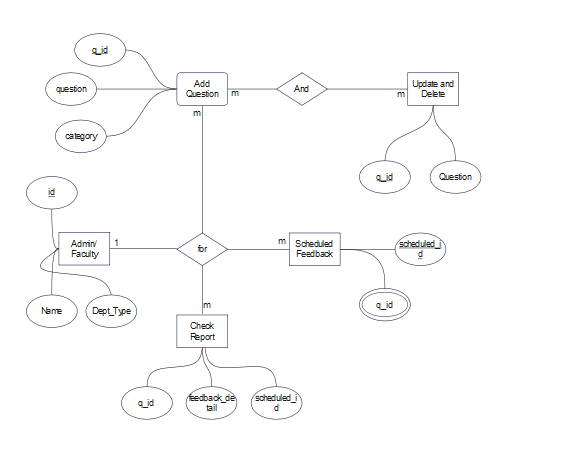 q_id
question
category
Add
Question
m
m
And
m
Update and
Delete
q_id
Question
id
Admin/
Faculty
1
for
m
Scheduled
Feedback
scheduled_i
d
q_id
Name
Dept_Type
m
Check
Report
q_id
feedback_de
tail
scheduled_i
d